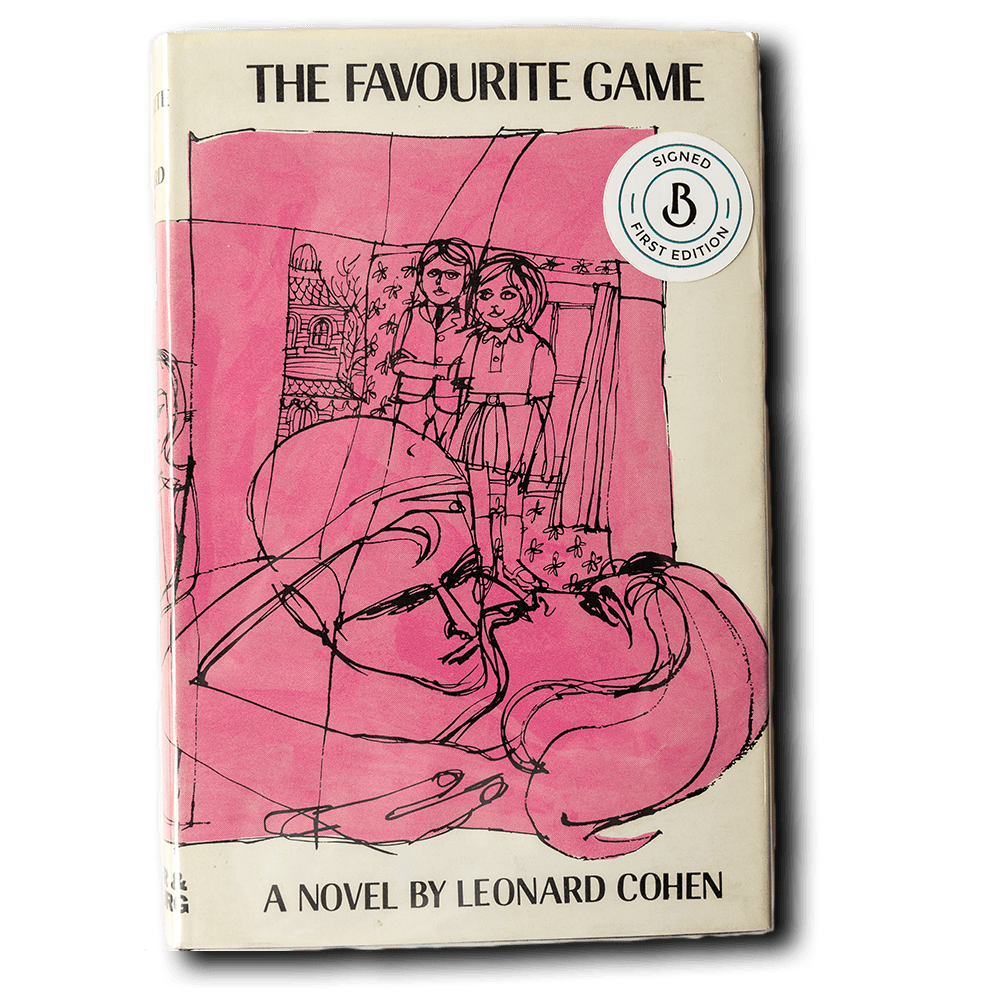 THE FAVOURITE GAME
SIGNED
B
FIRST EDITION
A NOVEL BY LEONARD COHEN